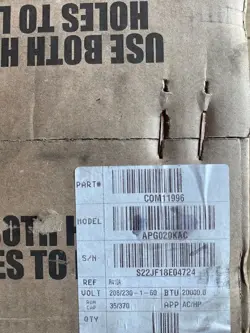 HOLES TO L
USE BOTH H
PART# COM11996
MODEL APG020KAC
S/N S22JF18E04724
REF
VOLT 208/230-1-60 BTU 20000.0
35/370 APP AC/HP
QTY
OTH H
ES TO